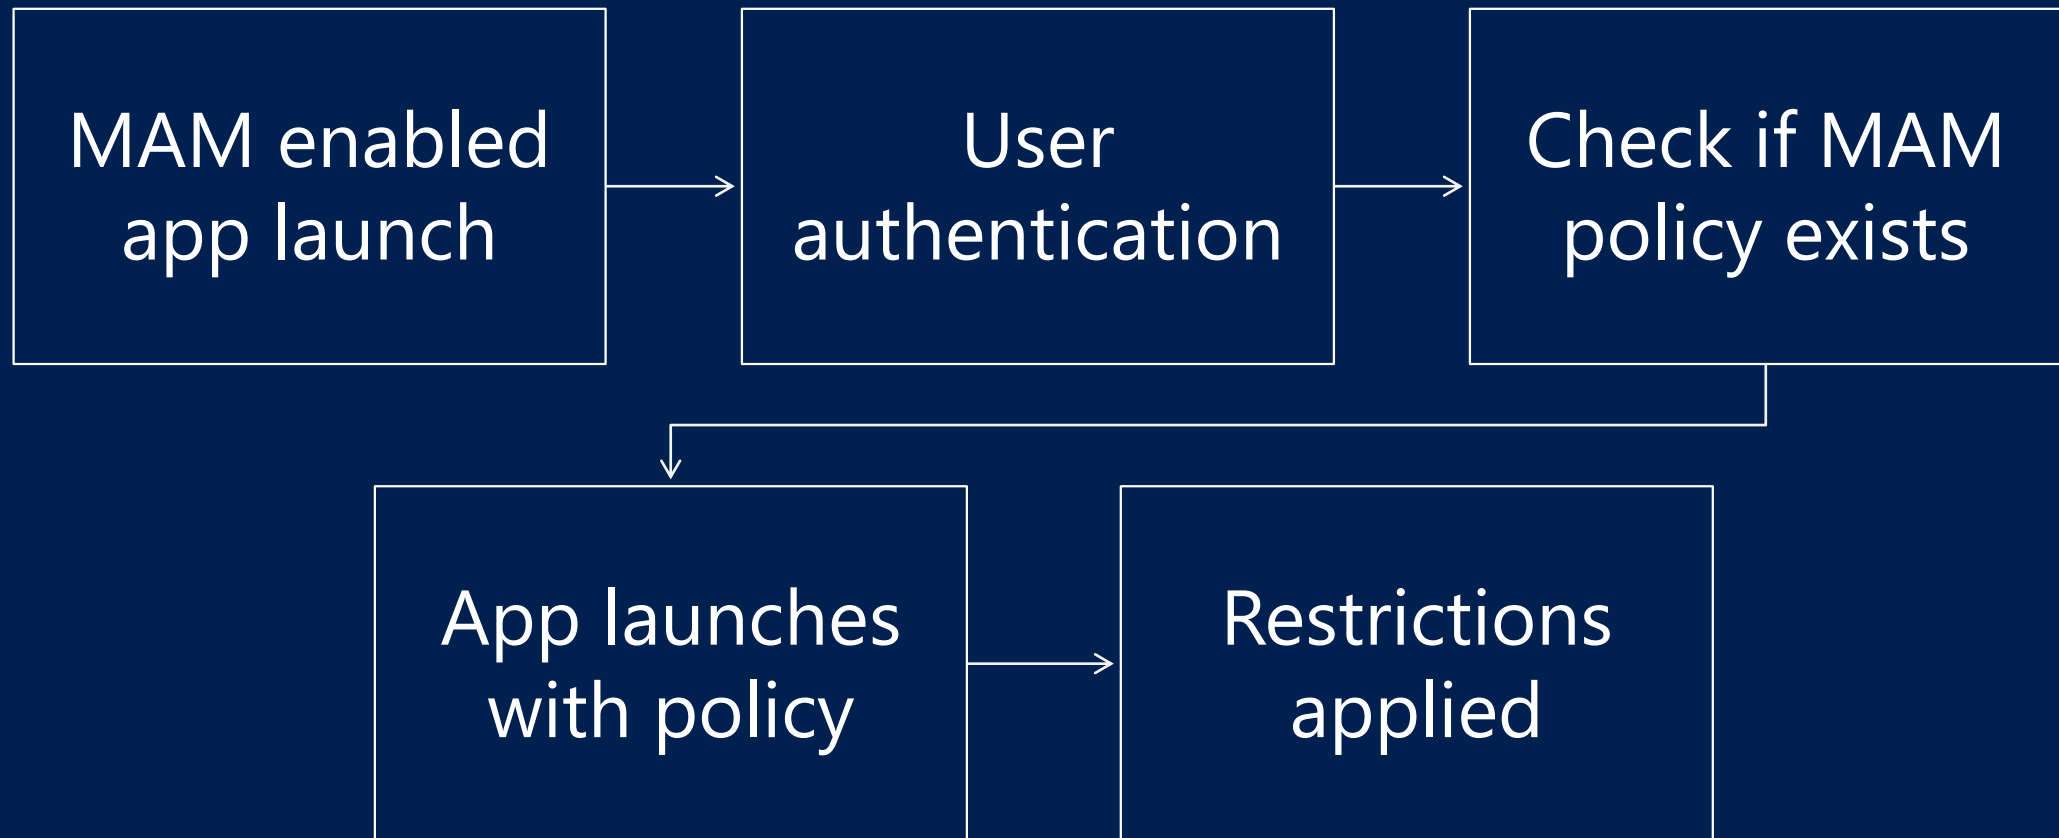 MAM enabled
app launch
User
authentication
Check if MAM
policy exists
App launches
with policy
Restrictions
applied